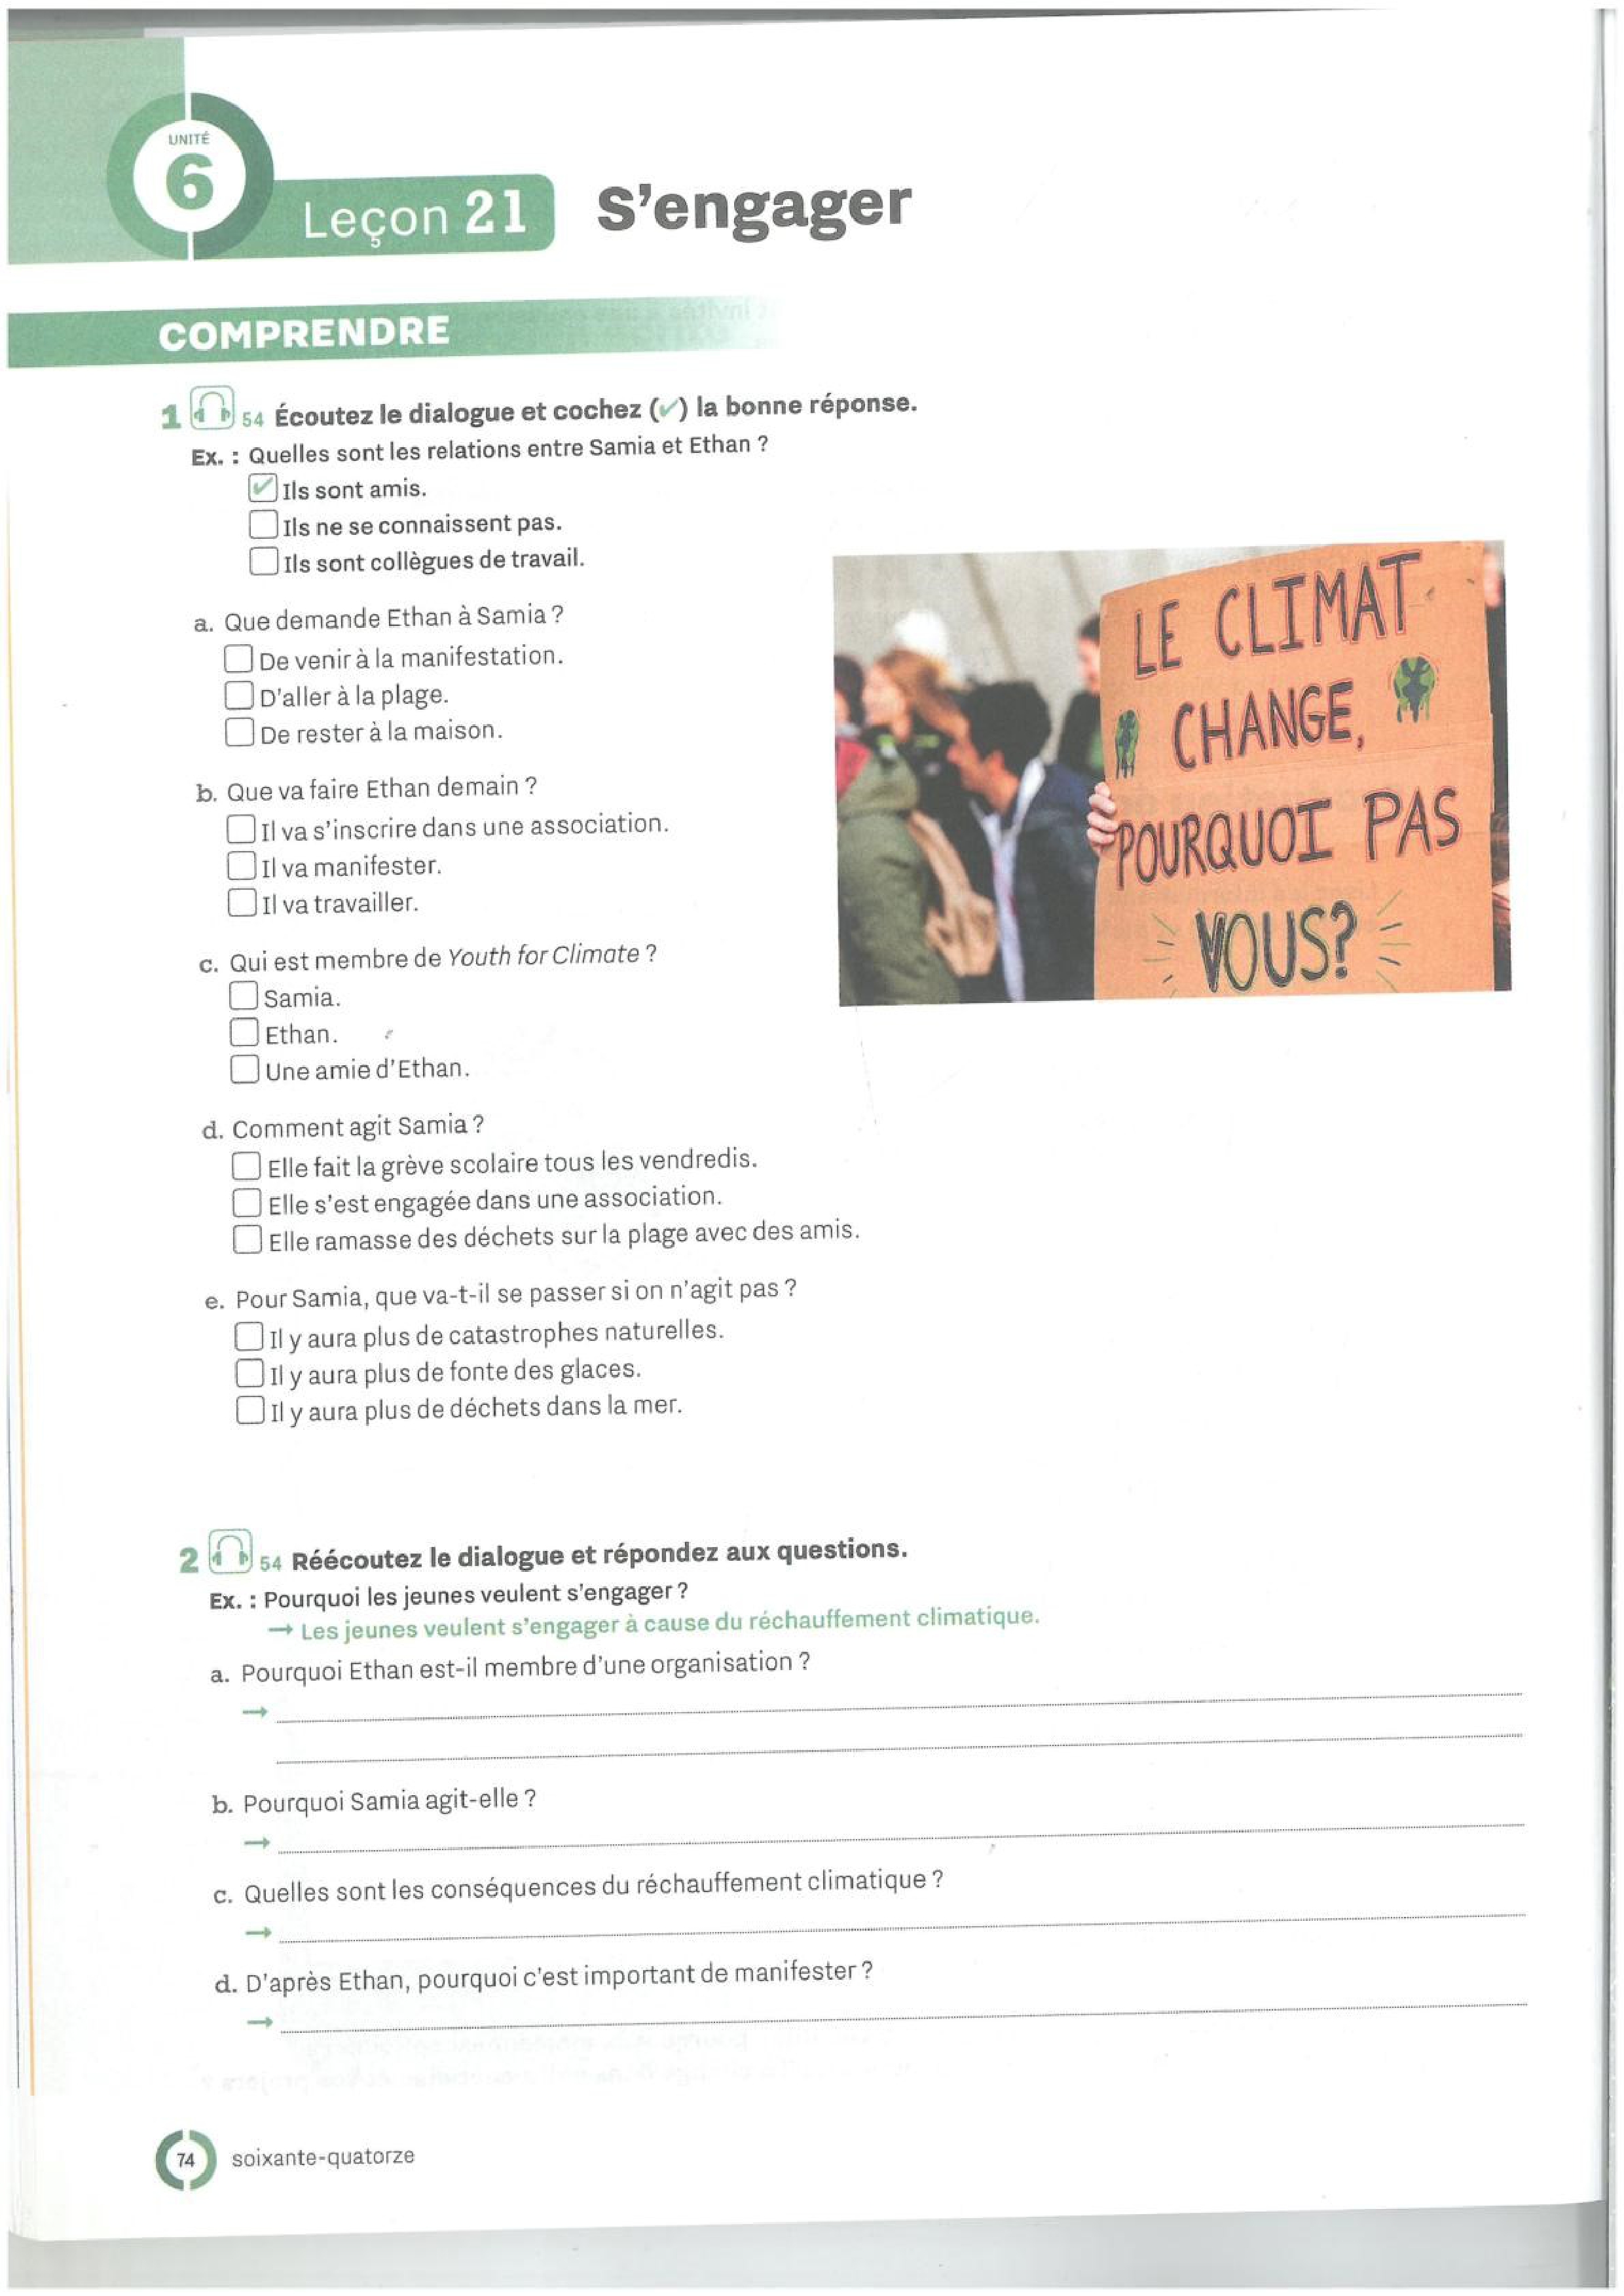 UNITÉ
6
Leçon 21 S'engager
COMPRENDRE
1 54 Écoutez le dialogue et cochez (✔) la bonne réponse.
Ex. : Quelles sont les relations entre Samia et Ethan ?
✔ Ils sont amis.
Ils ne se connaissent pas.
Ils sont collègues de travail.
a. Que demande Ethan à Samia ?
De venir à la manifestation.
D'aller à la plage.
De rester à la maison.
b. Que va faire Ethan demain ?
Il va s'inscrire dans une association.
Il va manifester.
Il va travailler.
c. Qui est membre de Youth for Climate ?
Samia.
Ethan.
Une amie d'Ethan.
d. Comment agit Samia ?
Elle fait la grève scolaire tous les vendredis.
Elle s'est engagée dans une association.
Elle ramasse des déchets sur la plage avec des amis.
e. Pour Samia, que va-t-il se passer si on n'agit pas ?
Il y aura plus de catastrophes naturelles.
Il y aura plus de fonte des glaces.
Il y aura plus de déchets dans la mer.
LE CLIMAT
CHANGE,
POURQUOI PAS
VOUS?
2 54 Réécoutez le dialogue et répondez aux questions.
Ex. : Pourquoi les jeunes veulent s'engager ?
→ Les jeunes veulent s'engager à cause du réchauffement climatique.
a. Pourquoi Ethan est-il membre d'une organisation ?
→
b. Pourquoi Samia agit-elle ?
→
c. Quelles sont les conséquences du réchauffement climatique ?
→
d. D'après Ethan, pourquoi c'est important de manifester ?
→
74 soixante-quatorze